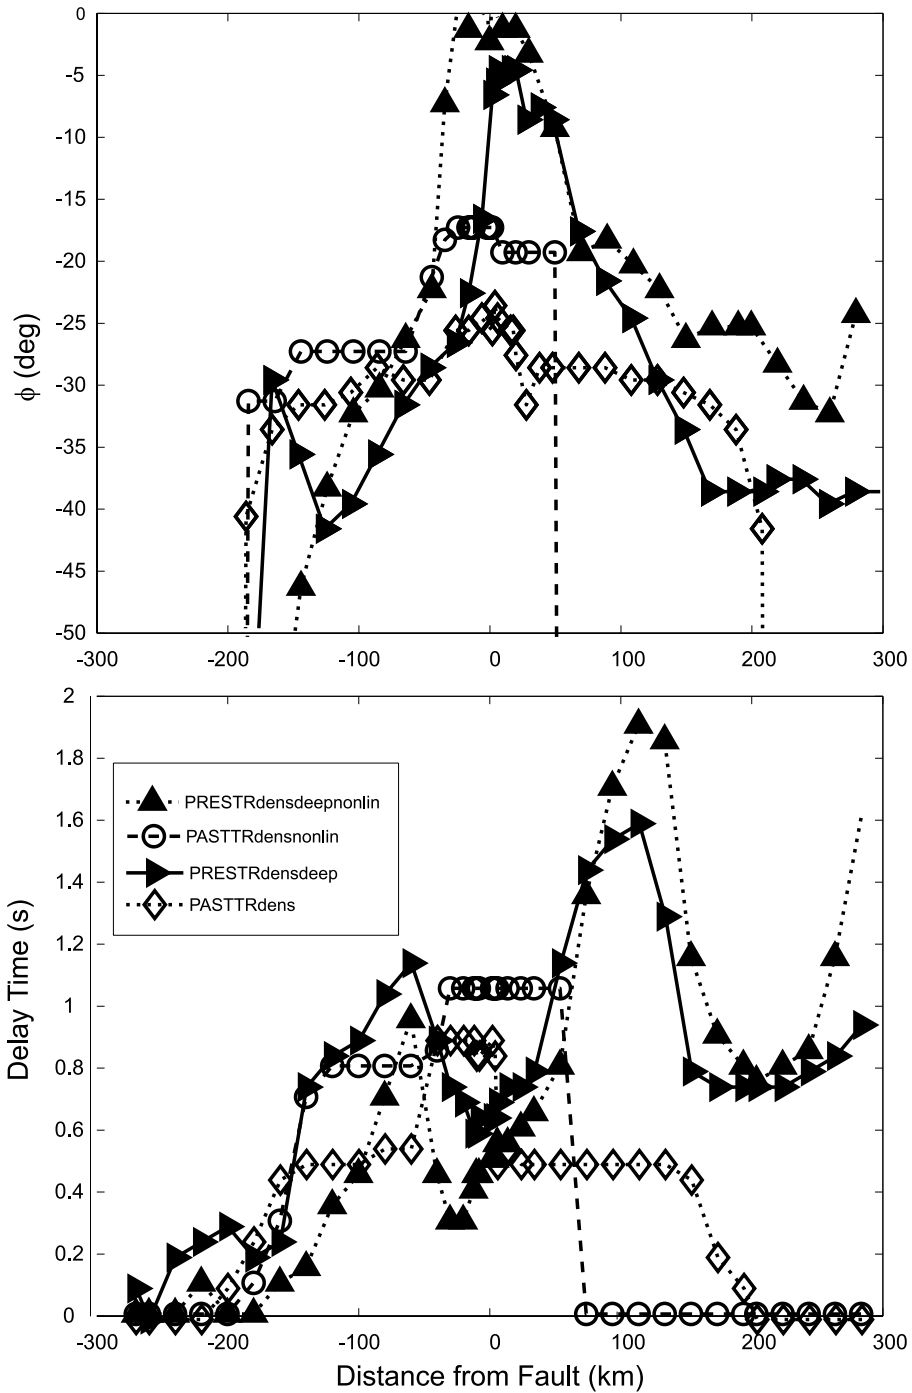 0
-5
-10
-15
-20
-25
-30
-35
-40
-45
-50
ϕ (deg)
-300 -200 -100 0 100 200 300
2
1.8
1.6
1.4
1.2
1
0.8
0.6
0.4
0.2
0
Delay Time (s)
PRESTRdensdeepnonlin
PASTTRdensnonlin
PRESTRdensdeep
PASTTRdens
-300 -200 -100 0 100 200 300
Distance from Fault (km)